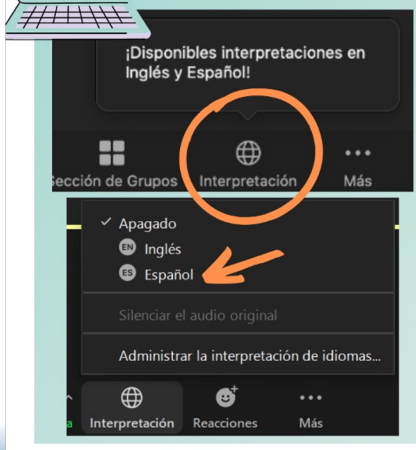 ¡Disponibles interpretaciones en
Inglés y Español!
Sección de Grupos
Interpretación
Más
✓ Apagado
EN Inglés
ES Español
Silenciar el audio original
Administrar la interpretación de idiomas...
a
Interpretación
Reacciones
Más